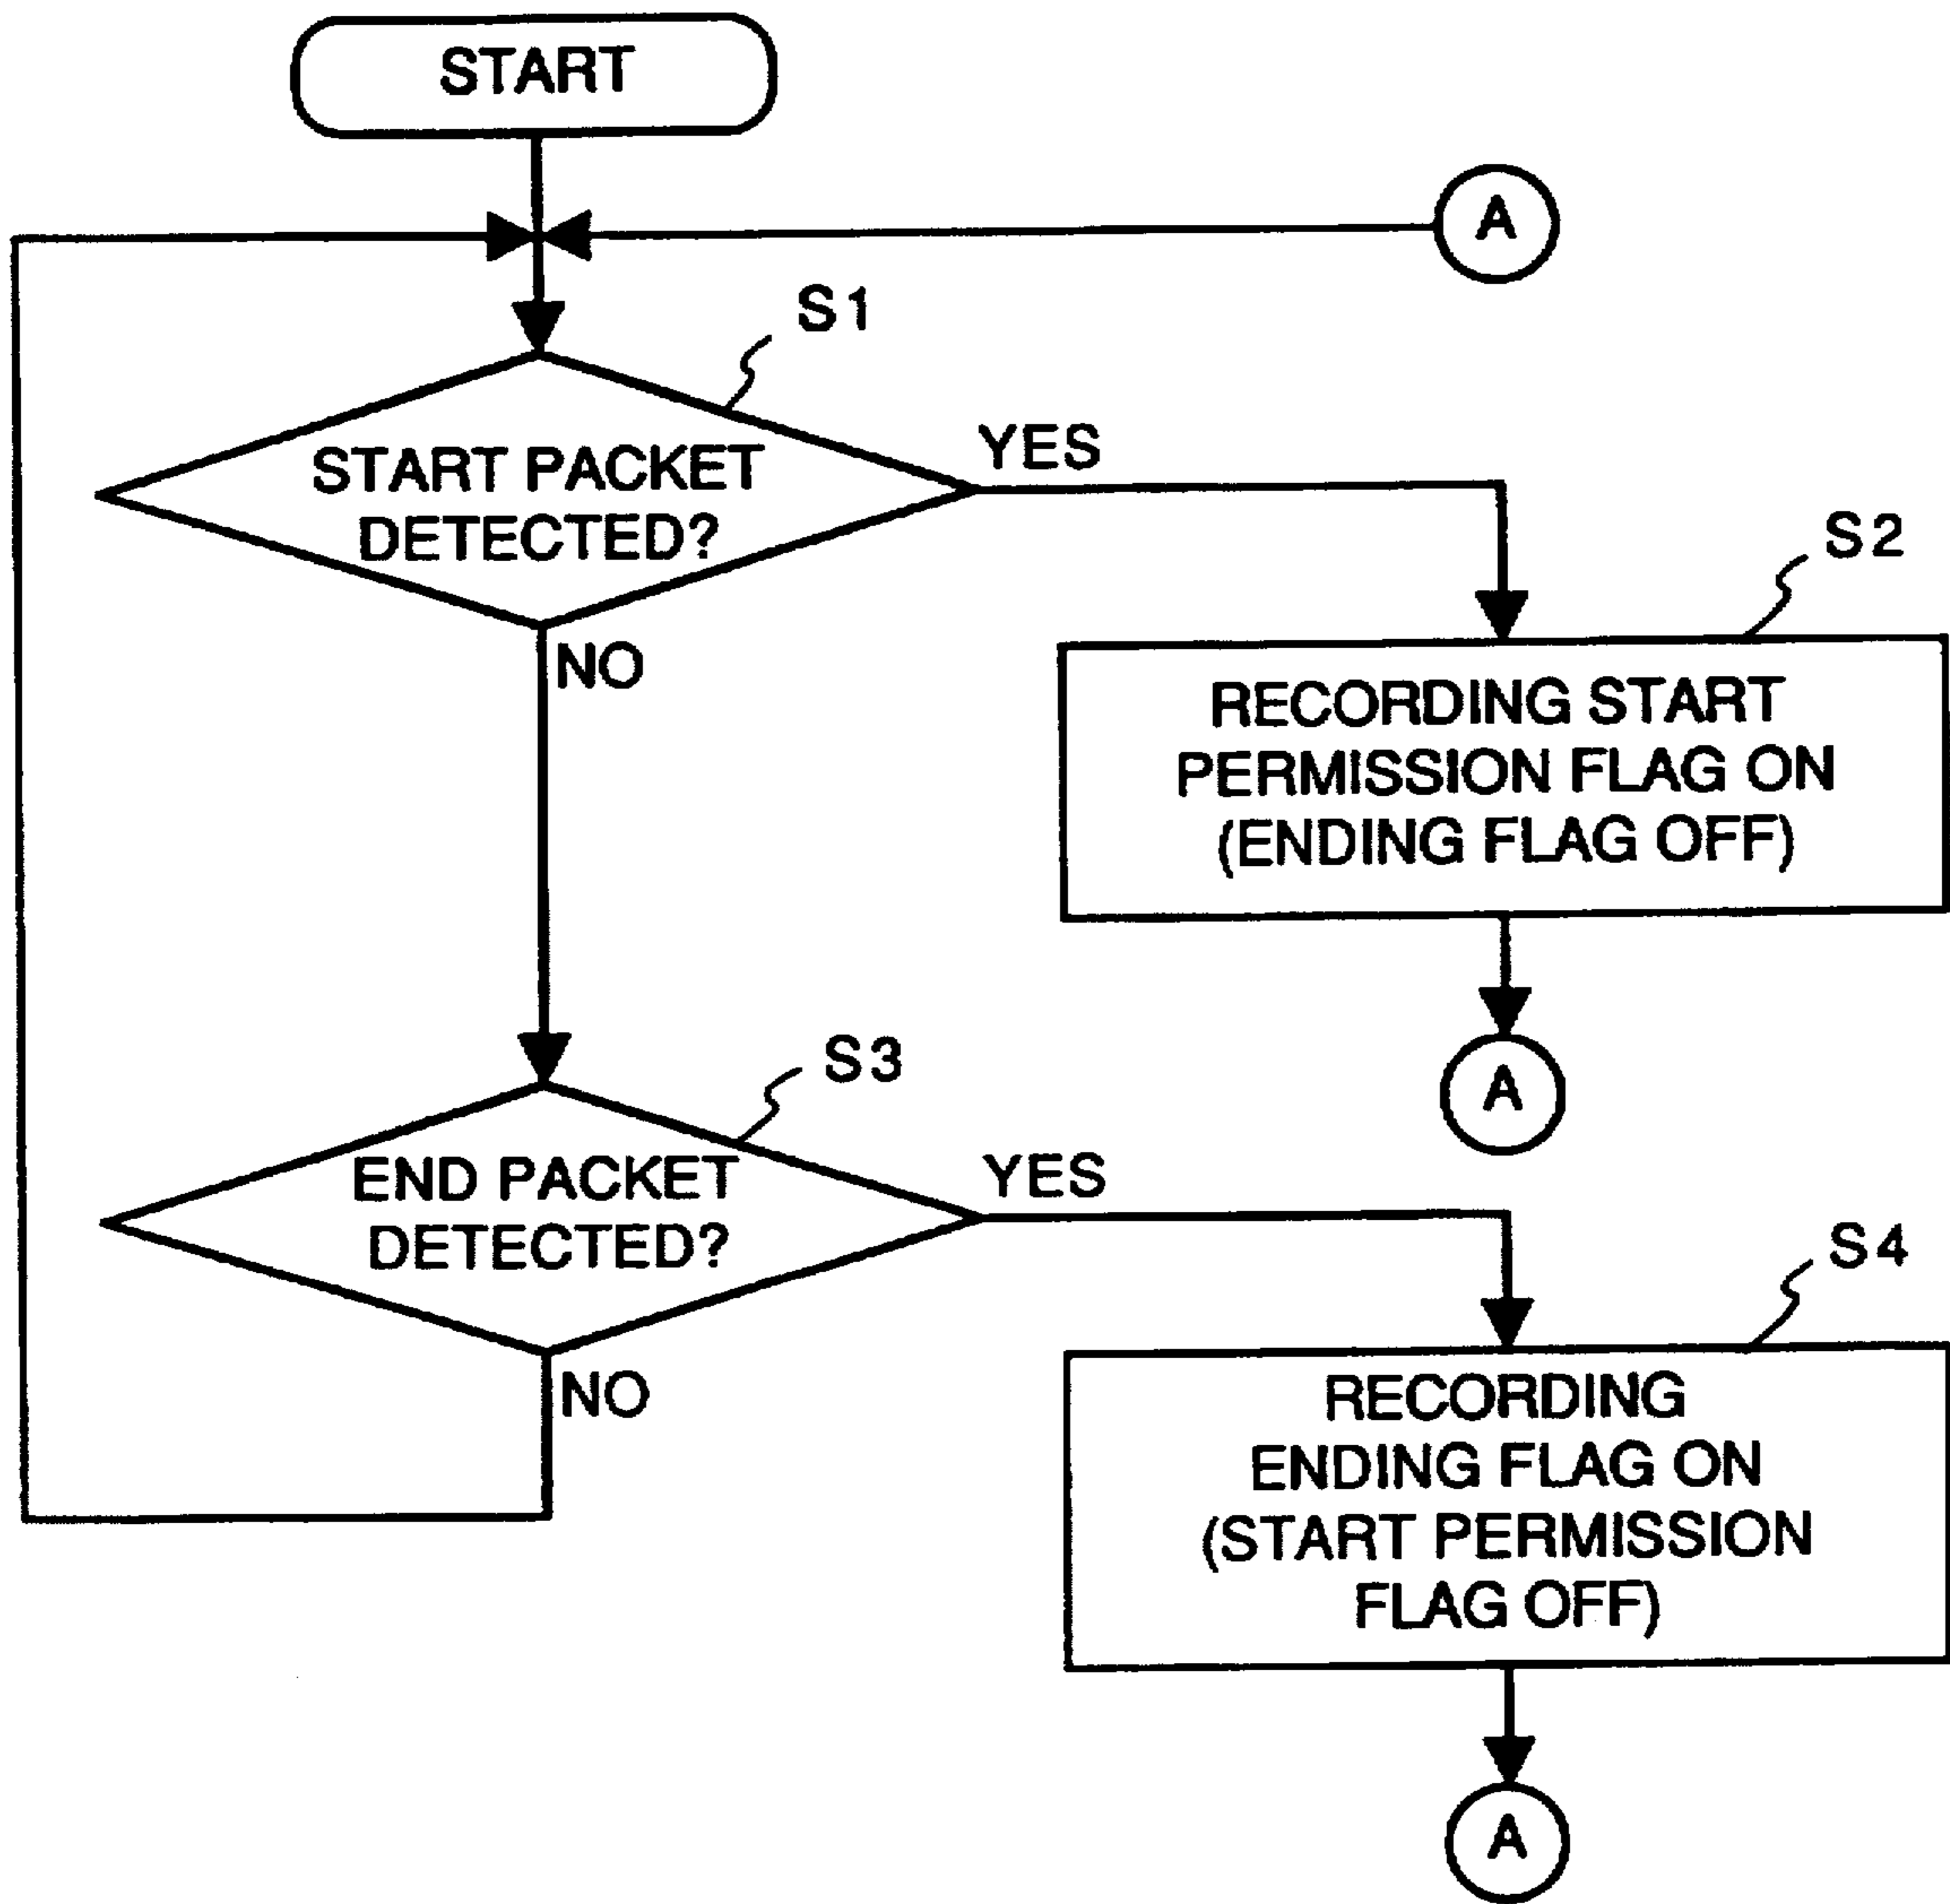 START
A
S1
START PACKET
DETECTED?
YES
NO
S2
RECORDING START
PERMISSION FLAG ON
(ENDING FLAG OFF)
A
S3
END PACKET
DETECTED?
YES
NO
S4
RECORDING
ENDING FLAG ON
(START PERMISSION
FLAG OFF)
A